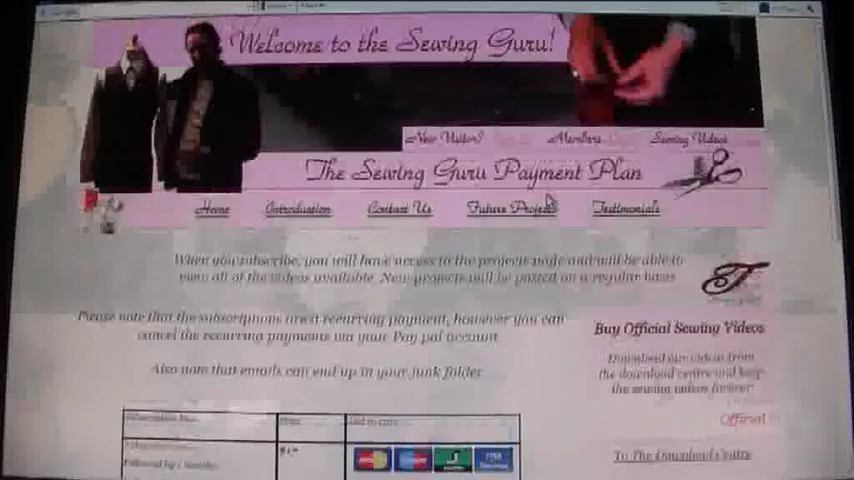 Welcome to the Sewing Guru!
New Visitor? Members Sewing Videos
The Sewing Guru Payment Plan
Home Introduction Contact Us Future Projects Testimonials
When you subscribe, you will have access to the project page and will be able to
view all of the videos available. New projects will be posted on a regular basis
Please note that the subscriptions are a recurring payment, however you can
cancel the recurring payments via your Pay pal account
Also note that emails can end up in your junk folder
Buy Official Sewing Videos
Download our videos from
the download centre and keep
the sewing videos forever
Official
To The Download Centre